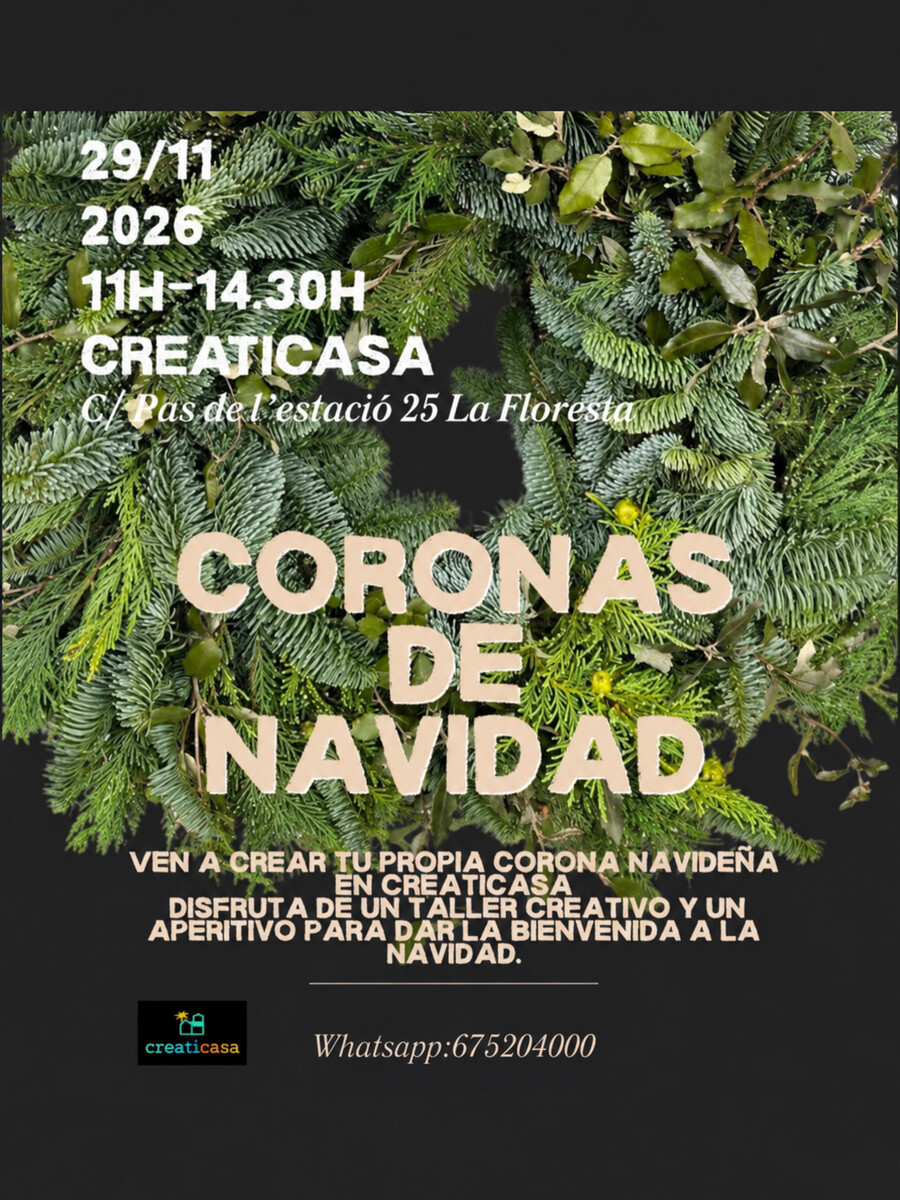 29/11
2026
11H-14.30H
CREATICASA
C/ Pas de l'estació 25 La Floresta
CORONAS
DE
NAVIDAD
VEN A CREAR TU PROPIA CORONA NAVIDEÑA
EN CREATICASA
DISFRUTA DE UN TALLER CREATIVO Y UN
APERITIVO PARA DAR LA BIENVENIDA A LA
NAVIDAD.
creaticasa
Whatsapp:675204000